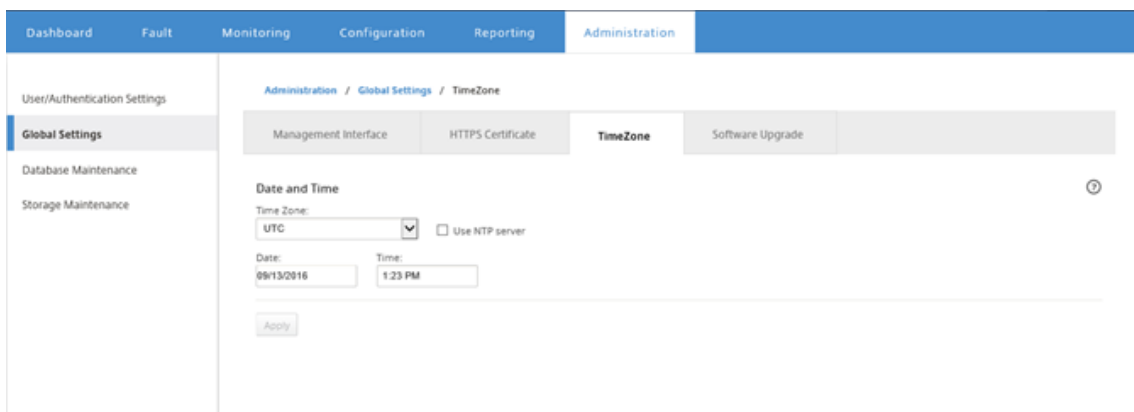 Dashboard Fault Monitoring Configuration Reporting Administration
User/Authentication Settings
Global Settings
Database Maintenance
Storage Maintenance
Administration / Global Settings / TimeZone
Management Interface HTTPS Certificate TimeZone Software Upgrade
Date and Time ?
Time Zone:
UTC Use NTP server
Date: Time:
09/13/2016 1:23 PM
Apply